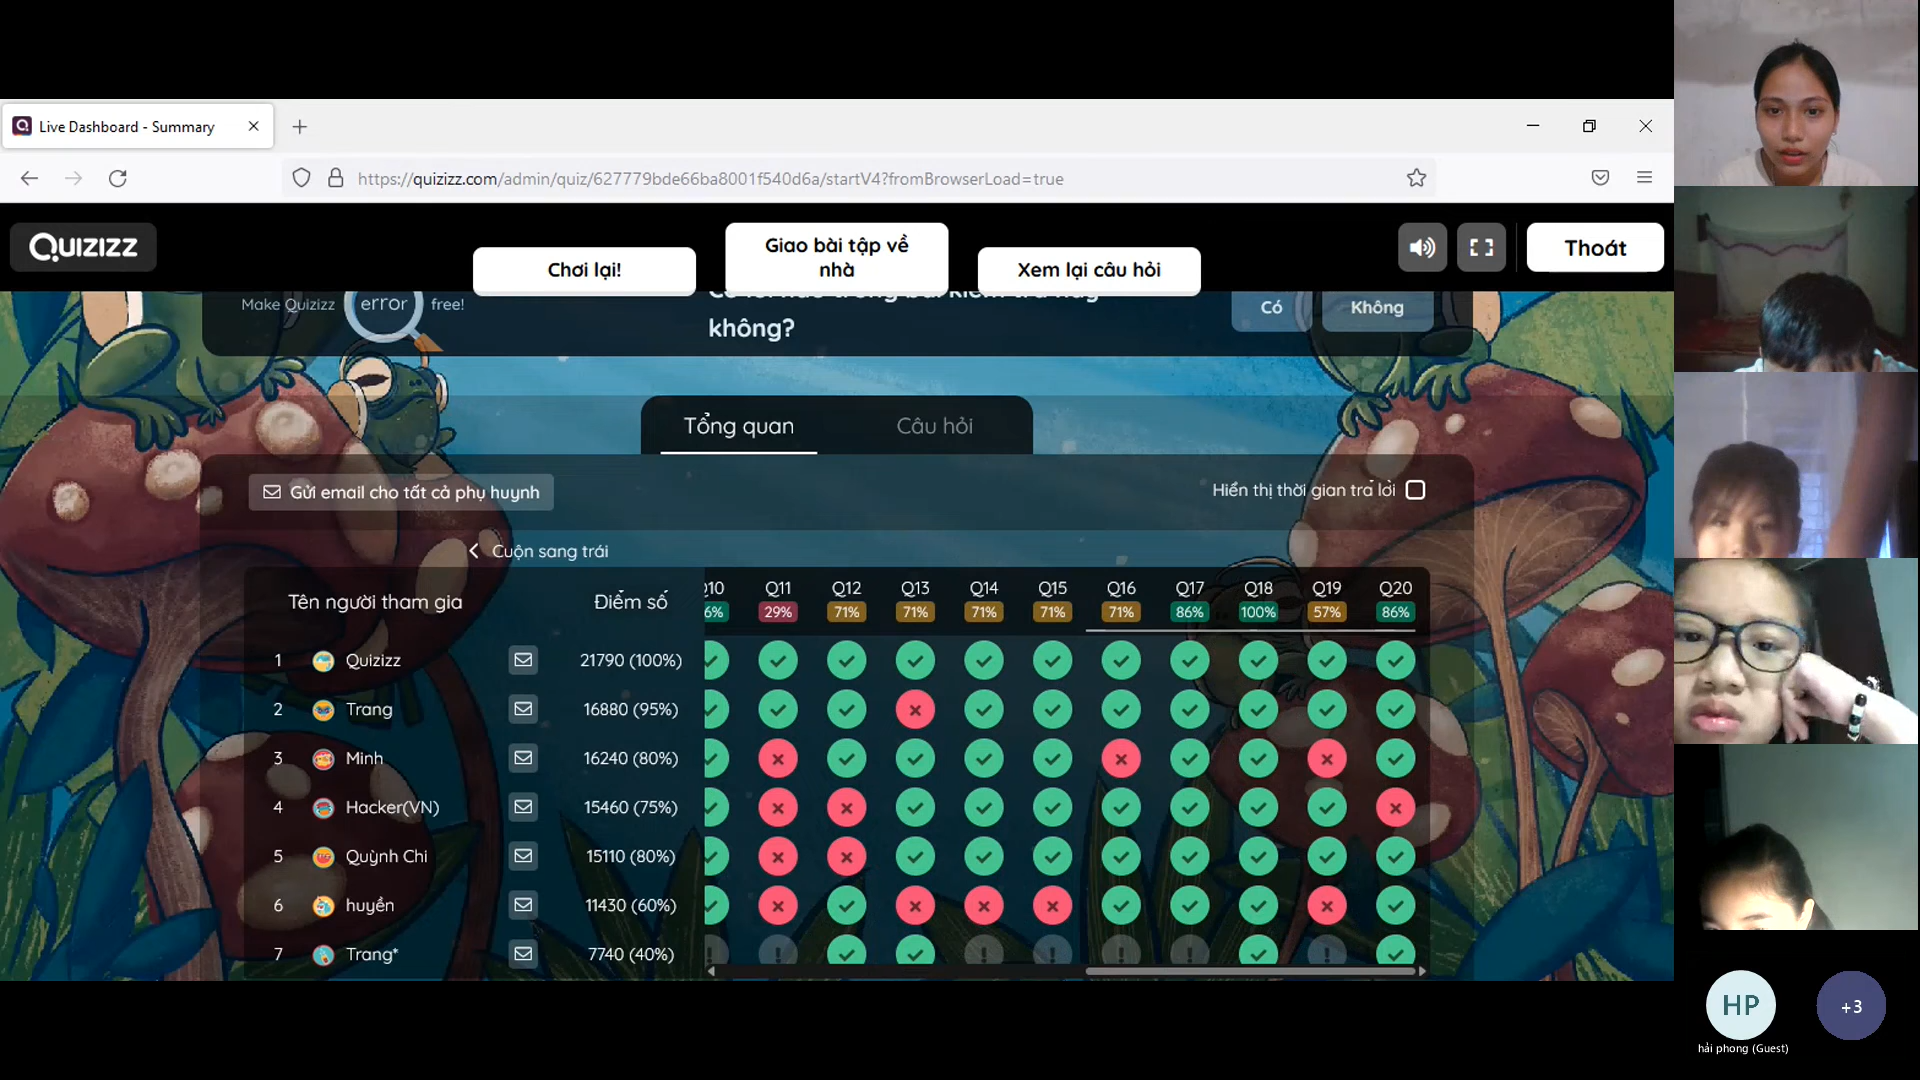 Live Dashboard - Summary
https://quizizz.com/admin/quiz/627779bde66ba8001f540d6a/startV4?fromBrowserLoad=true
Quizizz
Chơi lại!
Giao bài tập về
nhà
Xem lại câu hỏi
Thoát
Make Quizizz error free!
không?
Có
Không
Tổng quan
Câu hỏi
Gửi email cho tất cả phụ huynh
Hiển thị thời gian trả lời
Cuộn sang trái
Tên người tham gia
Điểm số
Q11 Q12 Q13 Q14 Q15 Q16 Q17 Q18 Q19 Q20
29% 71% 71% 71% 71% 71% 86% 100% 57% 86%
1 Quizizz 21790 (100%)
2 Trang 16880 (95%)
3 Minh 16240 (80%)
4 Hacker(VN) 15460 (75%)
5 Quỳnh Chi 15110 (80%)
6 huyền 11430 (60%)
7 Trang* 7740 (40%)
HP
+3
hải phong (Guest)